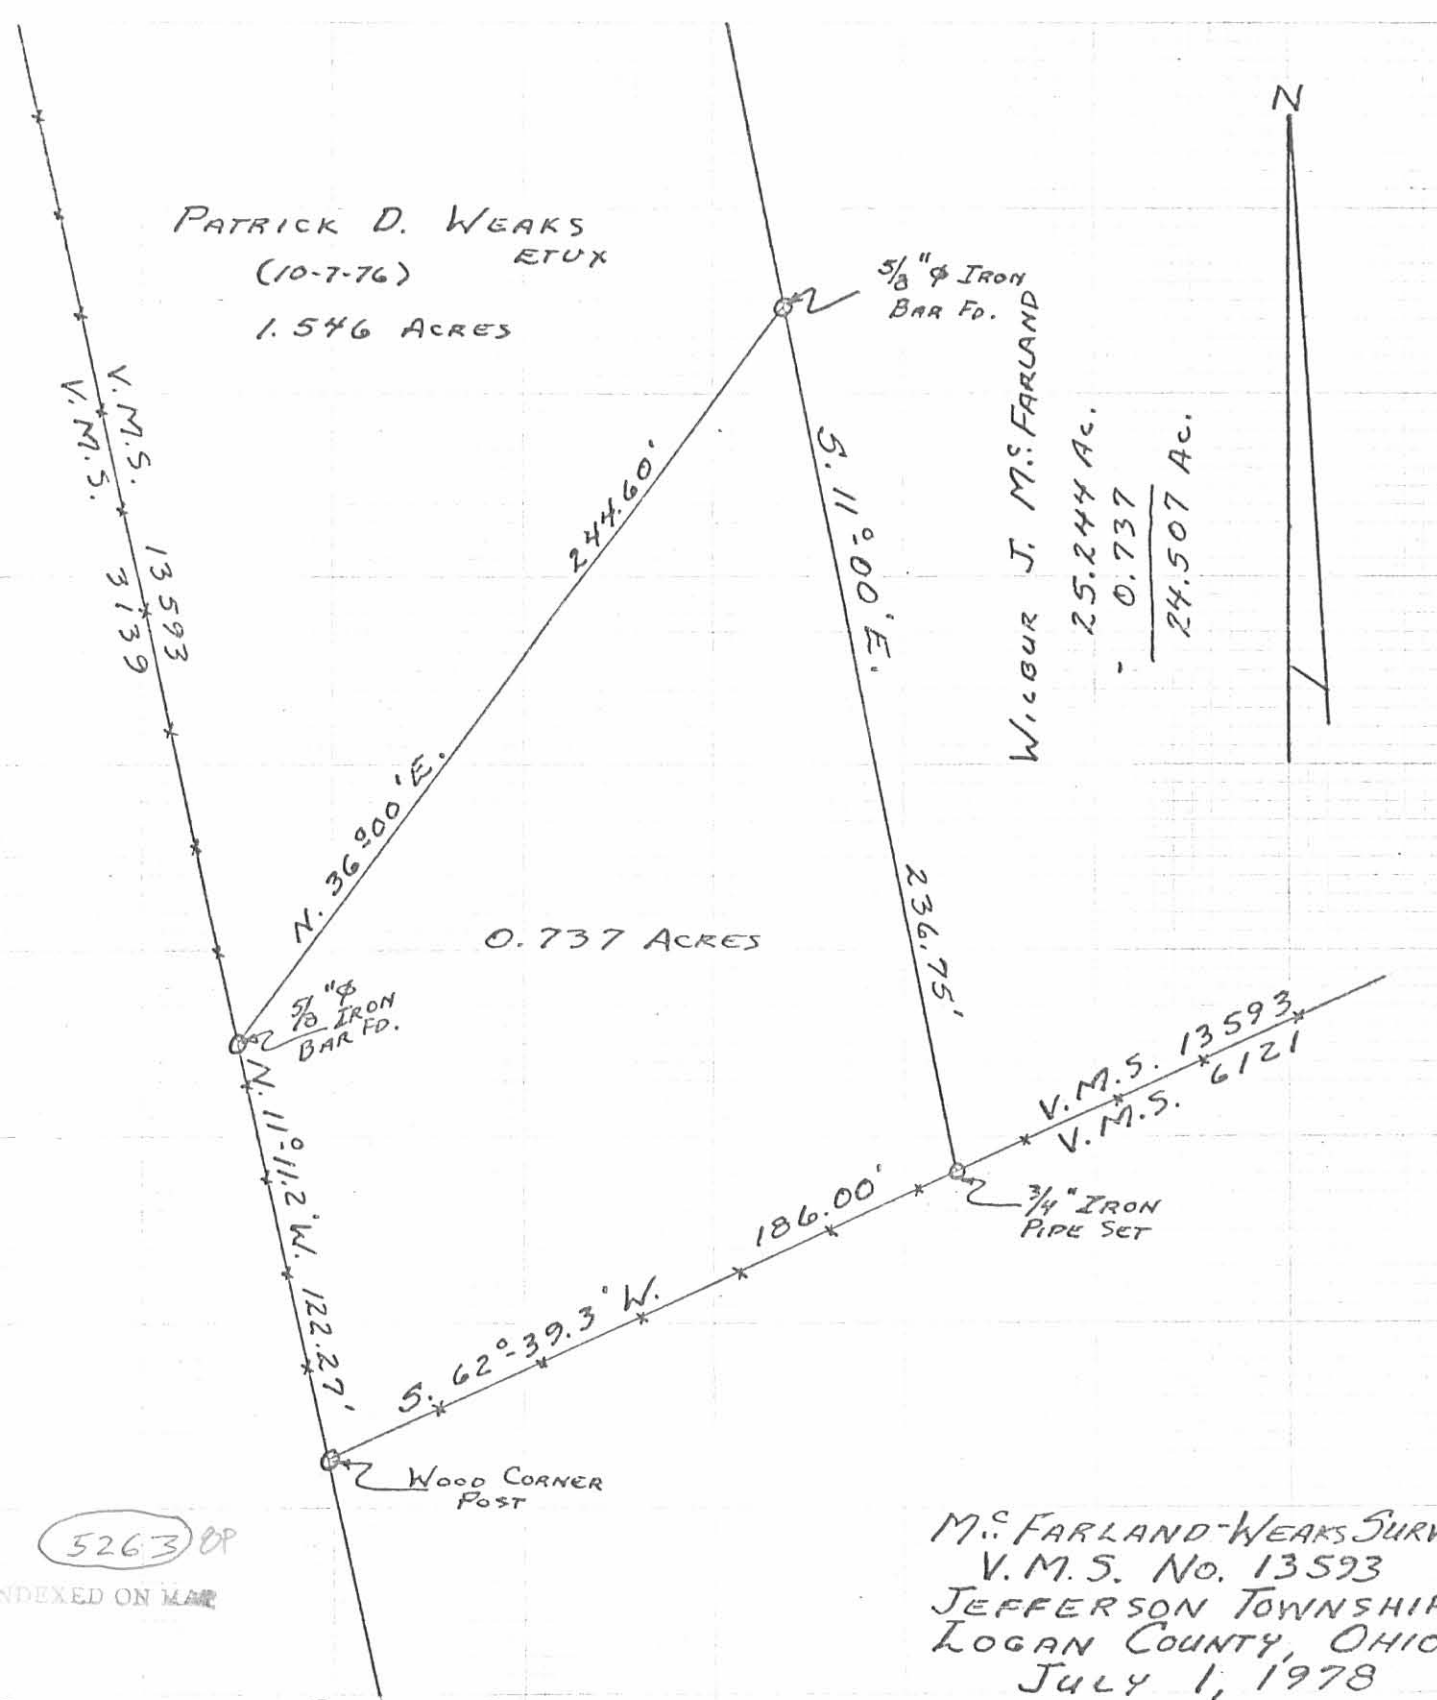 N
PATRICK D. WEAKS
ETUX
(10-7-76)
1.546 ACRES
5/8"⌀ IRON
BAR FD.
V.M.S. 13593
V.M.S. 3139
244.60'
N. 36°00'E.
S. 11°00'E.
236.75'
WILBUR J. McFARLAND
25.244 Ac.
- 0.737
24.507 Ac.
0.737 ACRES
5/8"⌀ IRON
BAR FD.
N. 11°11.2'W. 122.27'
V.M.S. 13593
V.M.S. 6121
186.00'
S. 62°-39.3'W.
3/4" IRON
PIPE SET
WOOD CORNER
POST
5263 
NDEXED ON MAP
McFARLAND-WEAKS SURV
V.M.S. No. 13593
JEFFERSON TOWNSHIP
LOGAN COUNTY, OHIO
JULY 1, 1978